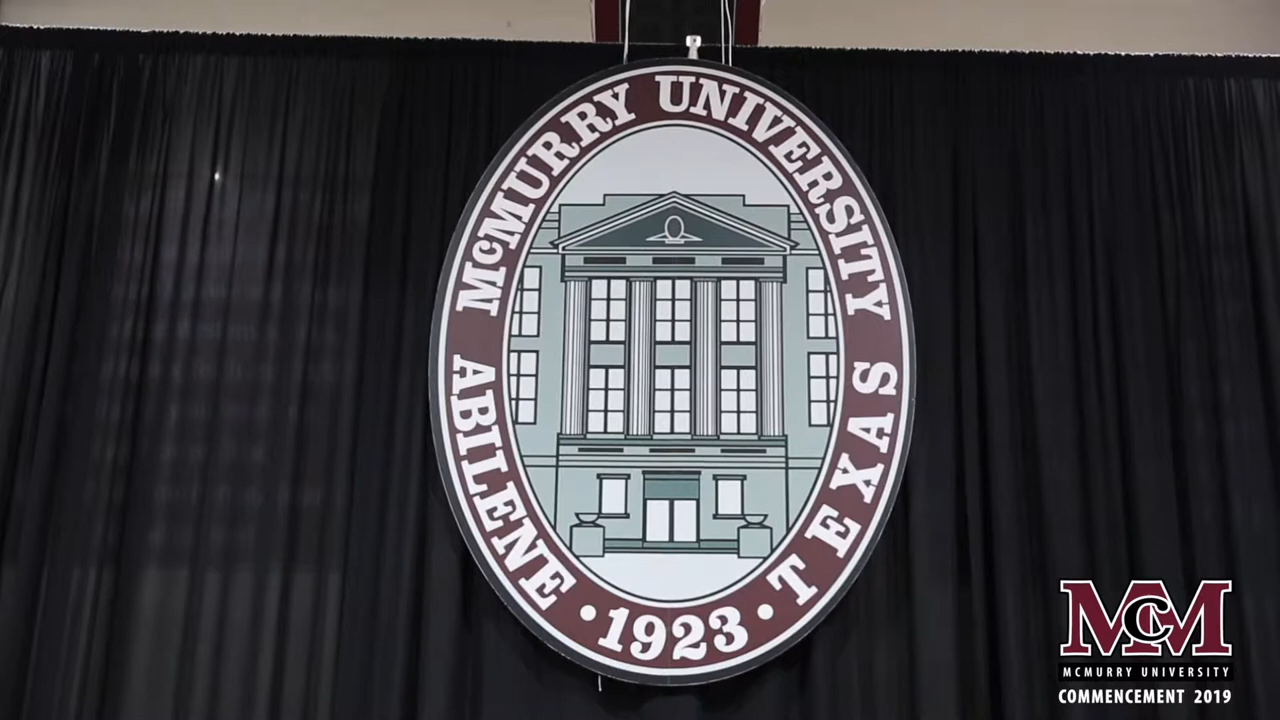 McMURRY UNIVERSITY
ABILENE • 1923 • TEXAS
McM
MCMURRY UNIVERSITY
COMMENCEMENT 2019